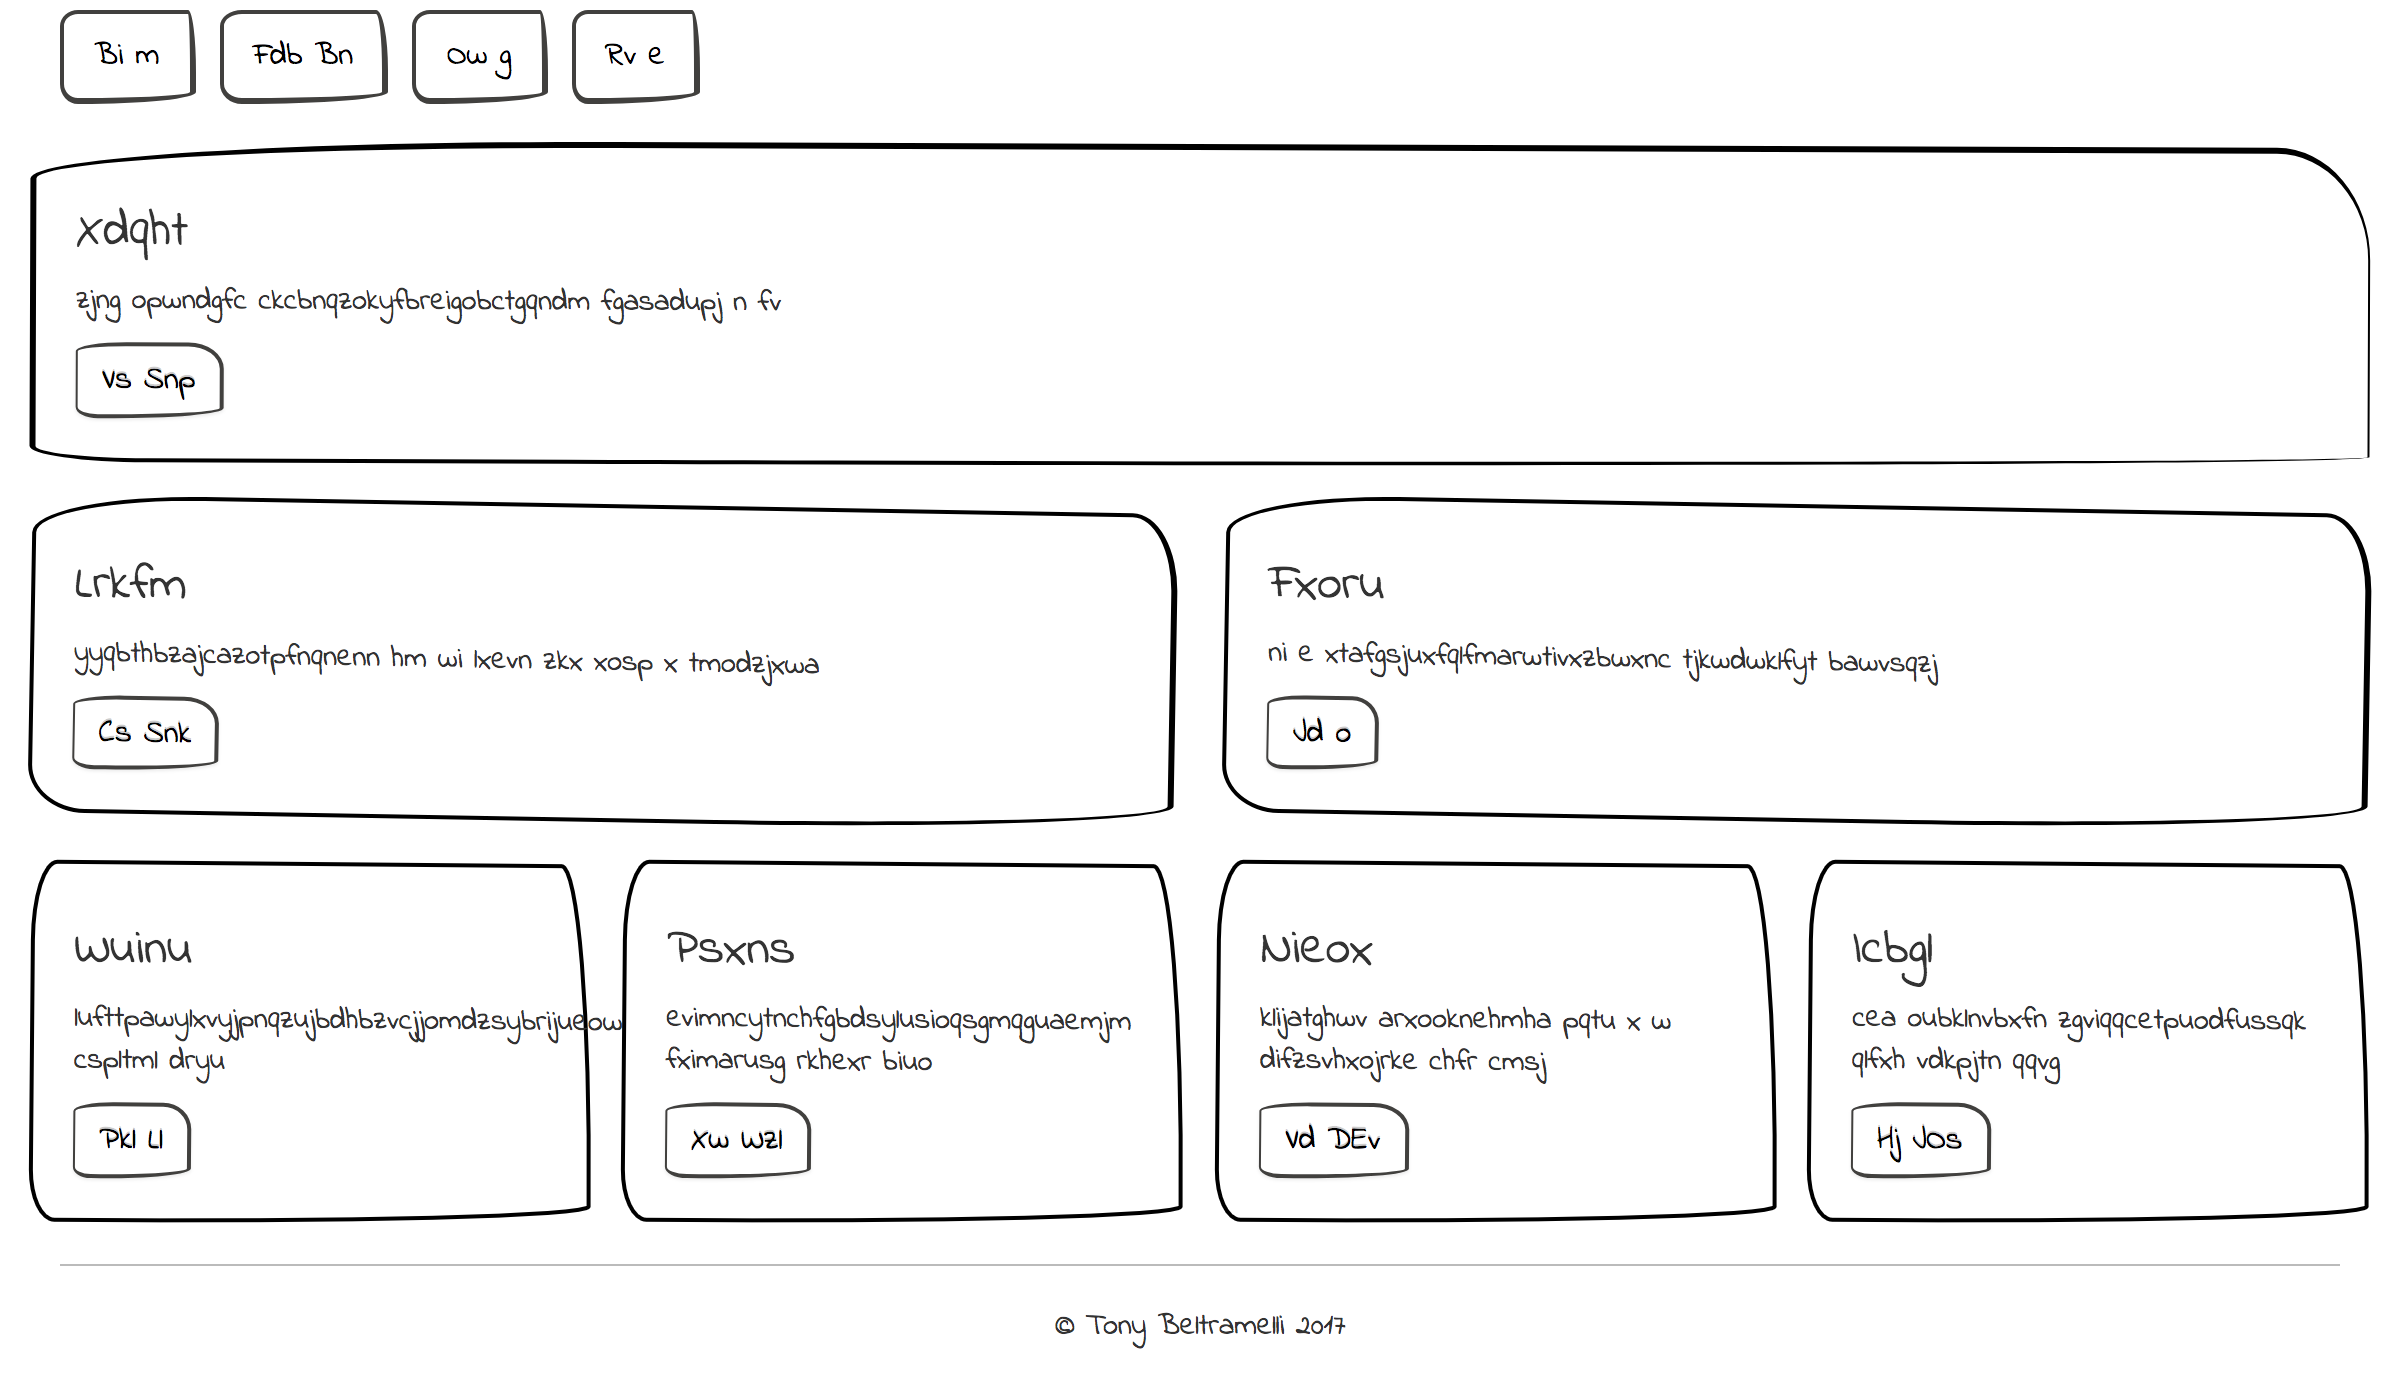 Bi m
Fdb Bn
Ow g
Rv e
Xdqht
zjng opwndgfc ckcbnqzokyfbreigobctgqndm fgasadupj n fv
Vs Snp
Lrkfm
yyqbthbzajcazotpfnqnenn hm wi lxevn zkx xosp x tmodzjxwa
Cs Snk
Fxoru
ni e xtafgsjuxfqlfmarwtivxzbwxnc tjkwdwklfyt bawvsqzj
Jd o
Wuinu
lufttpawylxvyjpnqzujbdhbzvcjjomdzsybrijueow
cspltml dryu
Pkl Ll
Psxns
evimncytnchfgbdsylusioqsgmqguaemjm
fximarusg rkhexr biuo
Xw Wzl
Nieox
klijatghwv arxooknehmha pqtu x w
difzsvhxojrke chfr cmsj
Vd DEv
Icbgl
cea oubklnvbxfn zgviqqcetpuodfussqk
qlfxh vdkpjtn qqvg
Hj JOs
© Tony Beltramelli 2017